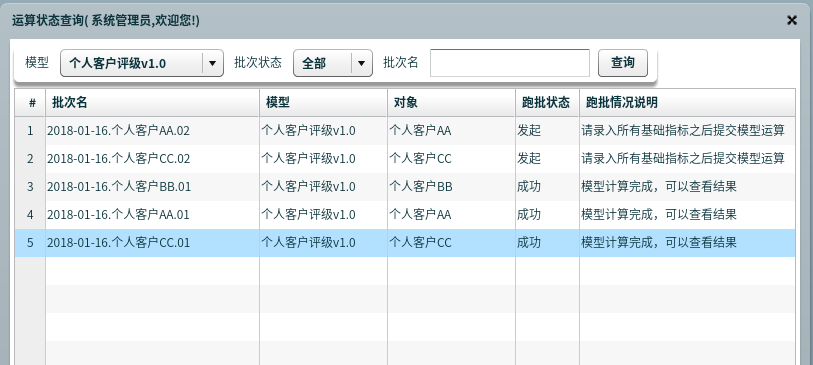 运算状态查询( 系统管理员,欢迎您!)
模型 个人客户评级v1.0 批次状态 全部 批次名 查询
# 批次名 模型 对象 跑批状态 跑批情况说明
1 2018-01-16.个人客户AA.02 个人客户评级v1.0 个人客户AA 发起 请录入所有基础指标之后提交模型运算
2 2018-01-16.个人客户CC.02 个人客户评级v1.0 个人客户CC 发起 请录入所有基础指标之后提交模型运算
3 2018-01-16.个人客户BB.01 个人客户评级v1.0 个人客户BB 成功 模型计算完成，可以查看结果
4 2018-01-16.个人客户AA.01 个人客户评级v1.0 个人客户AA 成功 模型计算完成，可以查看结果
5 2018-01-16.个人客户CC.01 个人客户评级v1.0 个人客户CC 成功 模型计算完成，可以查看结果